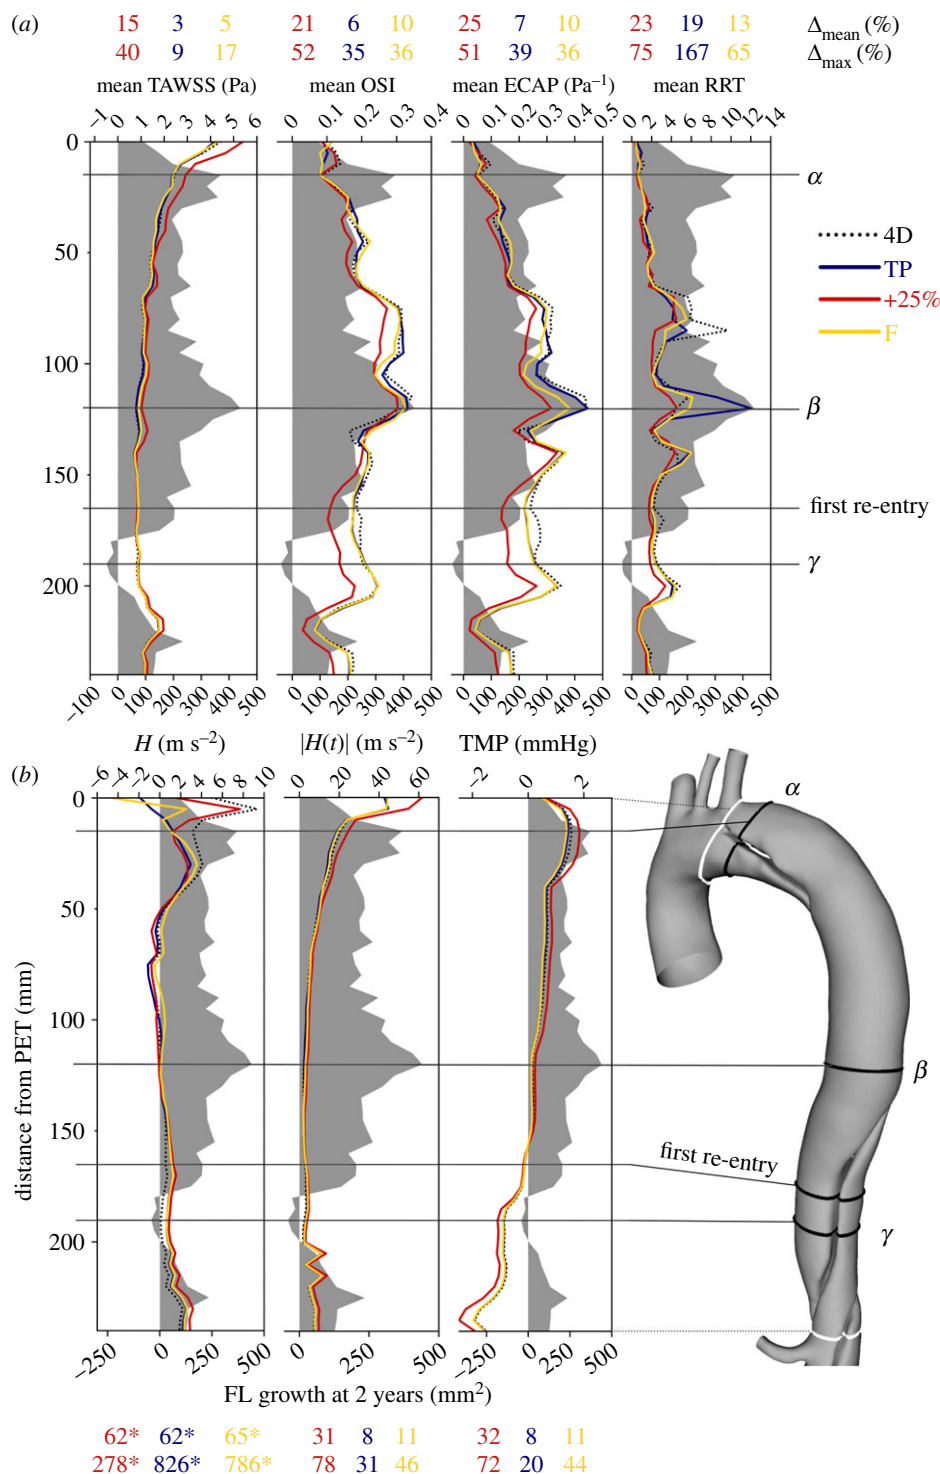 (a) 15 3 5 21 6 10 25 7 10 23 19 13 Δmean (%)
40 9 17 52 35 36 51 39 36 75 167 65 Δmax (%)
mean TAWSS (Pa) mean OSI mean ECAP (Pa⁻¹) mean RRT
−1 0 1 2 3 4 5 6 0 0.1 0.2 0.3 0.4 0 0.1 0.2 0.3 0.4 0.5 0 2 4 6 8 10 12 14
0
α
50
4D
TP
+25%
F
100
β
150
first re-entry
γ
200
−100 0 100 200 300 400 500 0 100 200 300 400 500 0 100 200 300 400 500 0 100 200 300 400 500
H (m s⁻²) |H(t)| (m s⁻²) TMP (mmHg)
(b) −6 −4 −2 0 2 4 6 8 10 0 20 40 60 −2 0 2
α
0
50
distance from PET (mm)
100
β
150
first re-entry
γ
200
−250 0 250 500 0 250 500 0 250 500
FL growth at 2 years (mm²)
62* 62* 65* 31 8 11 32 8 11
278* 826* 786* 78 31 46 72 20 44